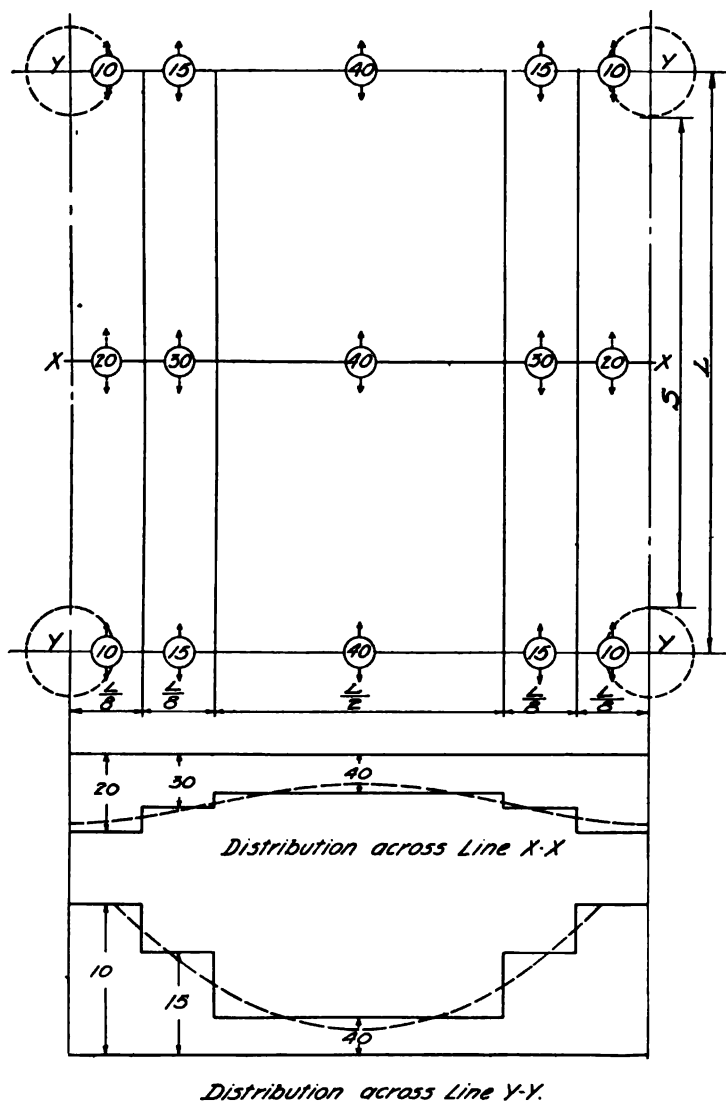 Y 10 15 40 15 10 Y
X 20 30 40 30 20 X
S L
Y 10 15 40 15 10 Y
L/8 L/8 L/2 L/8 L/8
20 30 40
Distribution across Line X-X
10 15 40
Distribution across Line Y-Y.